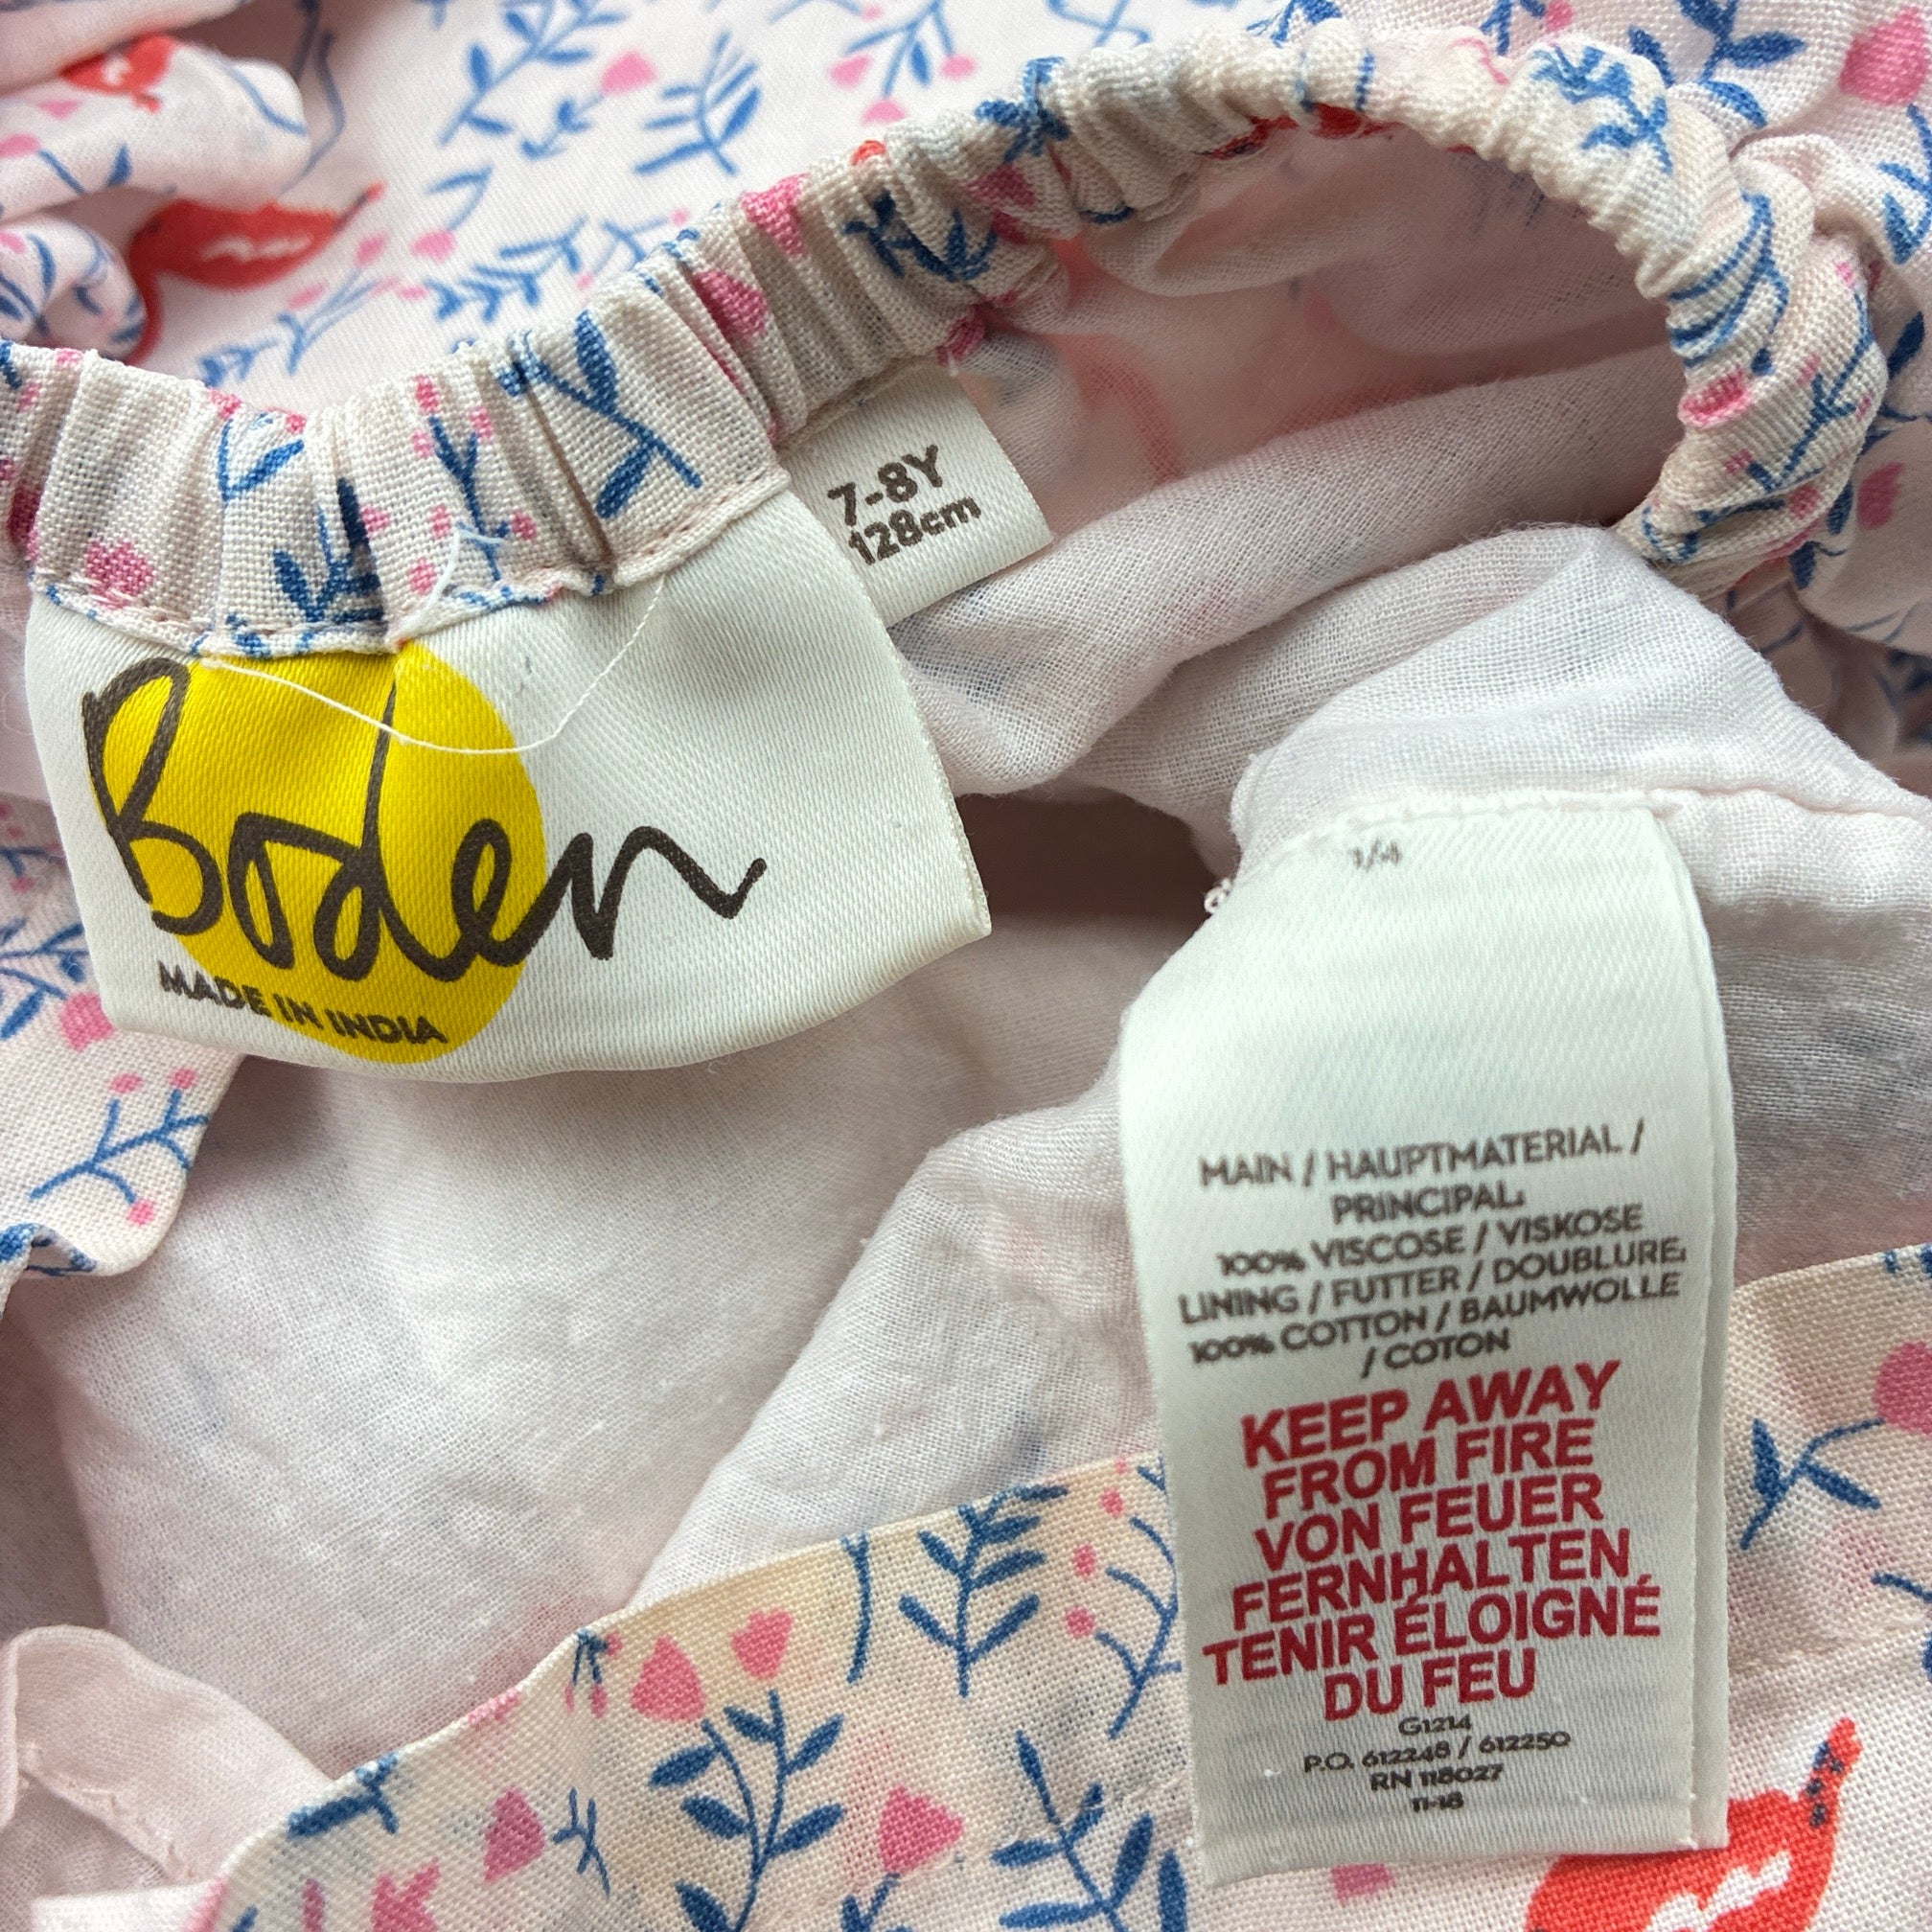 Boden
MADE IN INDIA
7-8Y
128cm
MAIN / HAUPTMATERIAL /
PRINCIPAL:
100% VISCOSE / VISKOSE
LINING / FUTTER / DOUBLURE:
100% COTTON / BAUMWOLLE
/ COTON
KEEP AWAY
FROM FIRE
VON FEUER
FERNHALTEN
TENIR ÉLOIGNÉ
DU FEU
G1214
P.O. 612248 / 612250
RN 118027
11-18